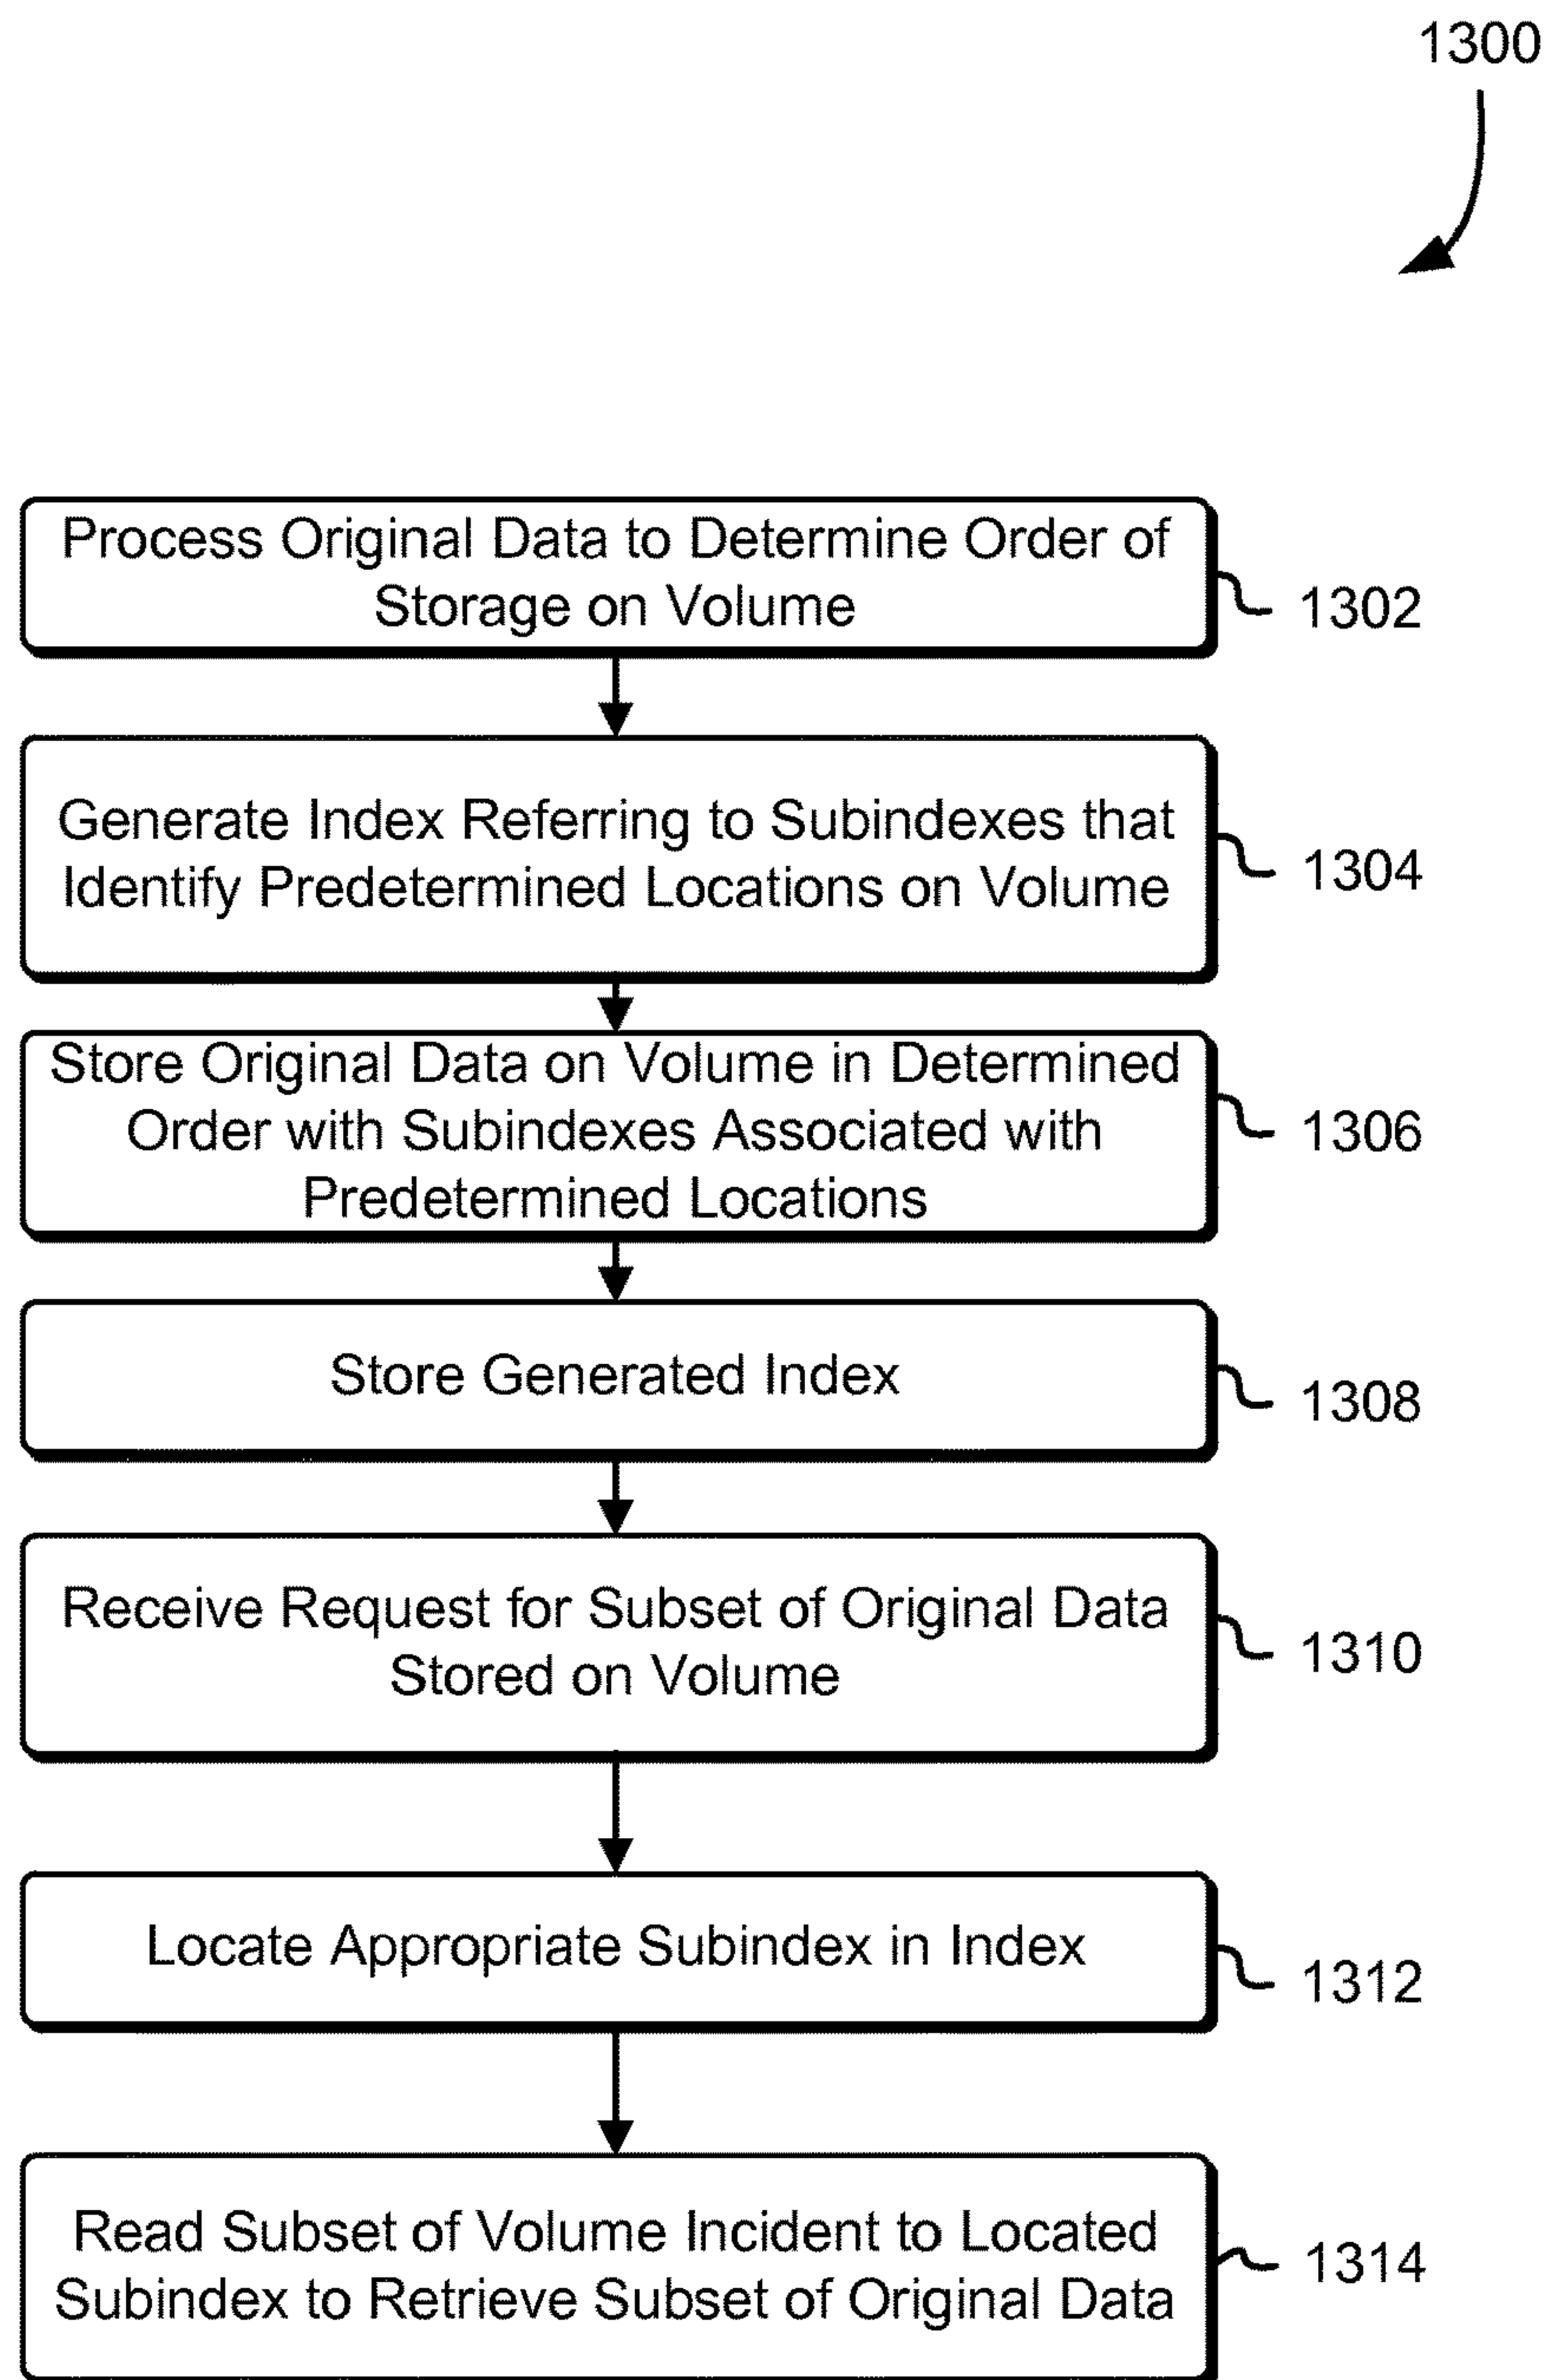 1300
Process Original Data to Determine Order of
Storage on Volume
1302
Generate Index Referring to Subindexes that
Identify Predetermined Locations on Volume
1304
Store Original Data on Volume in Determined
Order with Subindexes Associated with
Predetermined Locations
1306
Store Generated Index
1308
Receive Request for Subset of Original Data
Stored on Volume
1310
Locate Appropriate Subindex in Index
1312
Read Subset of Volume Incident to Located
Subindex to Retrieve Subset of Original Data
1314